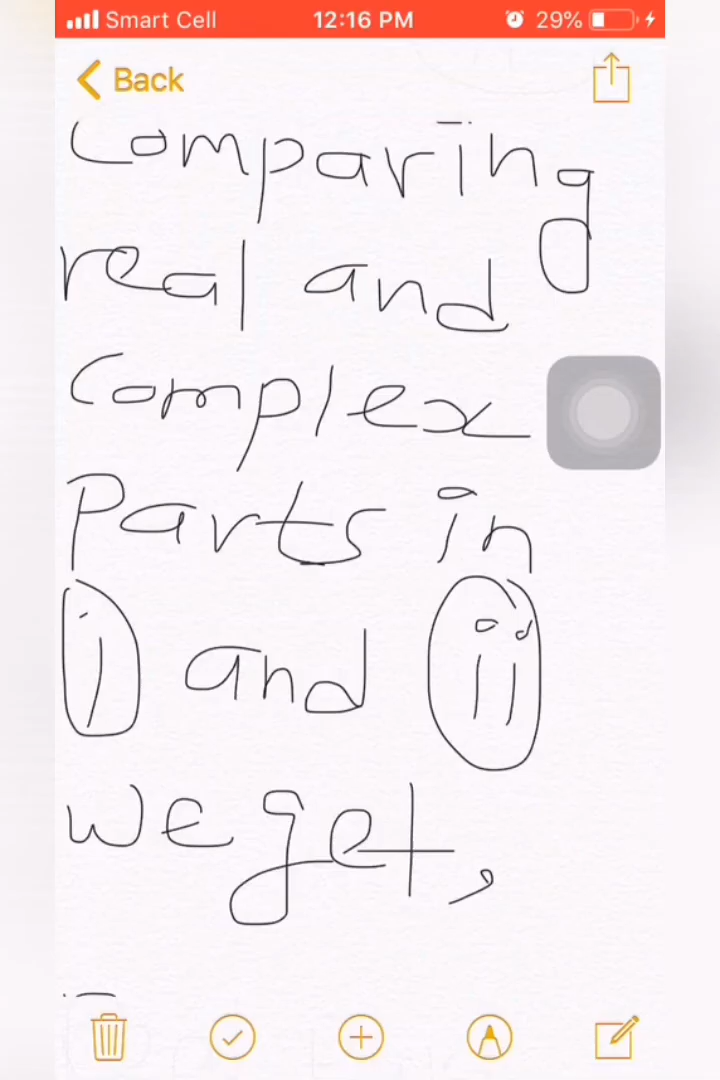 Smart Cell 12:16 PM 29%
Back
Comparing
real and
Complex
Parts in
(i) and (ii)
we get,